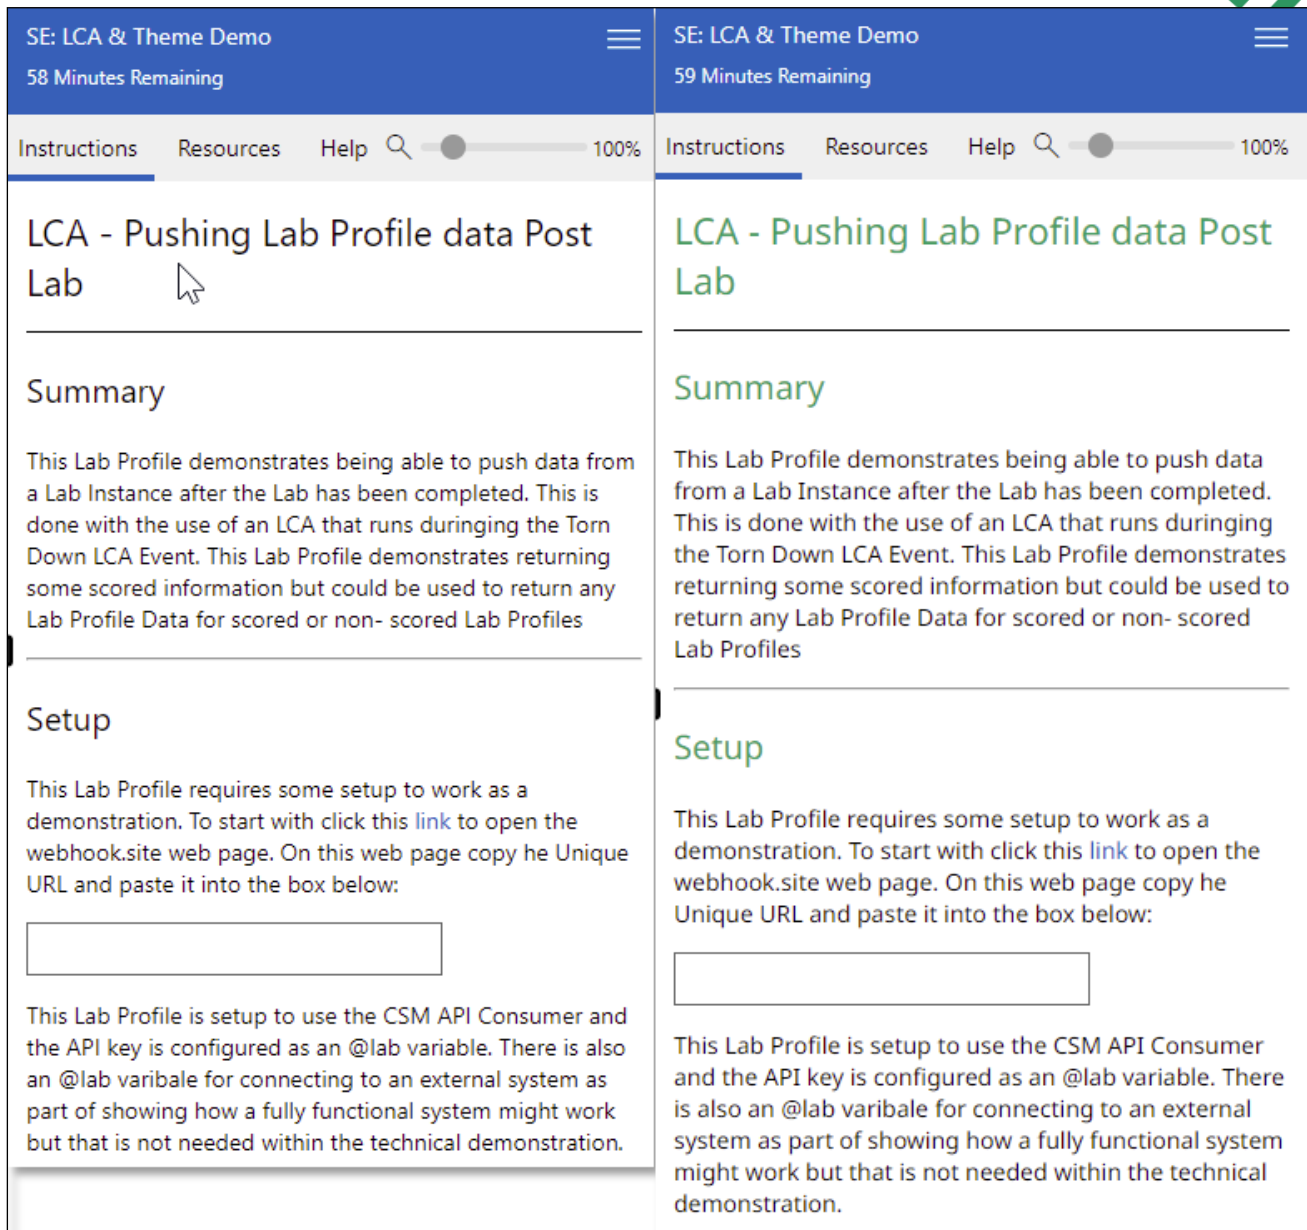 SE: LCA & Theme Demo
58 Minutes Remaining
Instructions Resources Help 100%
LCA - Pushing Lab Profile data Post
Lab
Summary
This Lab Profile demonstrates being able to push data from
a Lab Instance after the Lab has been completed. This is
done with the use of an LCA that runs duringing the Torn
Down LCA Event. This Lab Profile demonstrates returning
some scored information but could be used to return any
Lab Profile Data for scored or non- scored Lab Profiles
Setup
This Lab Profile requires some setup to work as a
demonstration. To start with click this link to open the
webhook.site web page. On this web page copy he Unique
URL and paste it into the box below:
This Lab Profile is setup to use the CSM API Consumer and
the API key is configured as an @lab variable. There is also
an @lab varibale for connecting to an external system as
part of showing how a fully functional system might work
but that is not needed within the technical demonstration.
SE: LCA & Theme Demo
59 Minutes Remaining
Instructions Resources Help 100%
LCA - Pushing Lab Profile data Post
Lab
Summary
This Lab Profile demonstrates being able to push data
from a Lab Instance after the Lab has been completed.
This is done with the use of an LCA that runs duringing
the Torn Down LCA Event. This Lab Profile demonstrates
returning some scored information but could be used to
return any Lab Profile Data for scored or non- scored
Lab Profiles
Setup
This Lab Profile requires some setup to work as a
demonstration. To start with click this link to open the
webhook.site web page. On this web page copy he
Unique URL and paste it into the box below:
This Lab Profile is setup to use the CSM API Consumer
and the API key is configured as an @lab variable. There
is also an @lab varibale for connecting to an external
system as part of showing how a fully functional system
might work but that is not needed within the technical
demonstration.